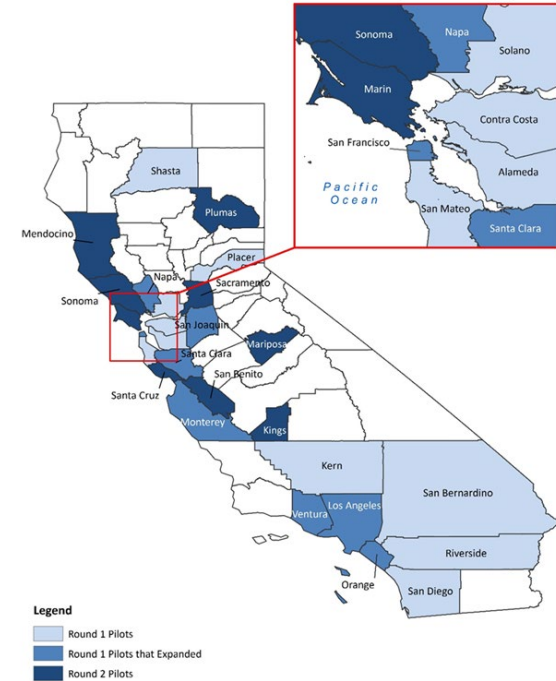 Sonoma
Napa
Solano
Marin
Contra Costa
San Francisco
Alameda
Pacific
Ocean
San Mateo
Santa Clara
Shasta
Plumas
Mendocino
Placer
Napa
Sacramento
Sonoma
San Joaquin
Mariposa
Santa Clara
San Benito
Santa Cruz
Monterey
Kings
Kern
San Bernardino
Ventura
Los Angeles
Riverside
Orange
San Diego
Legend
Round 1 Pilots
Round 1 Pilots that Expanded
Round 2 Pilots